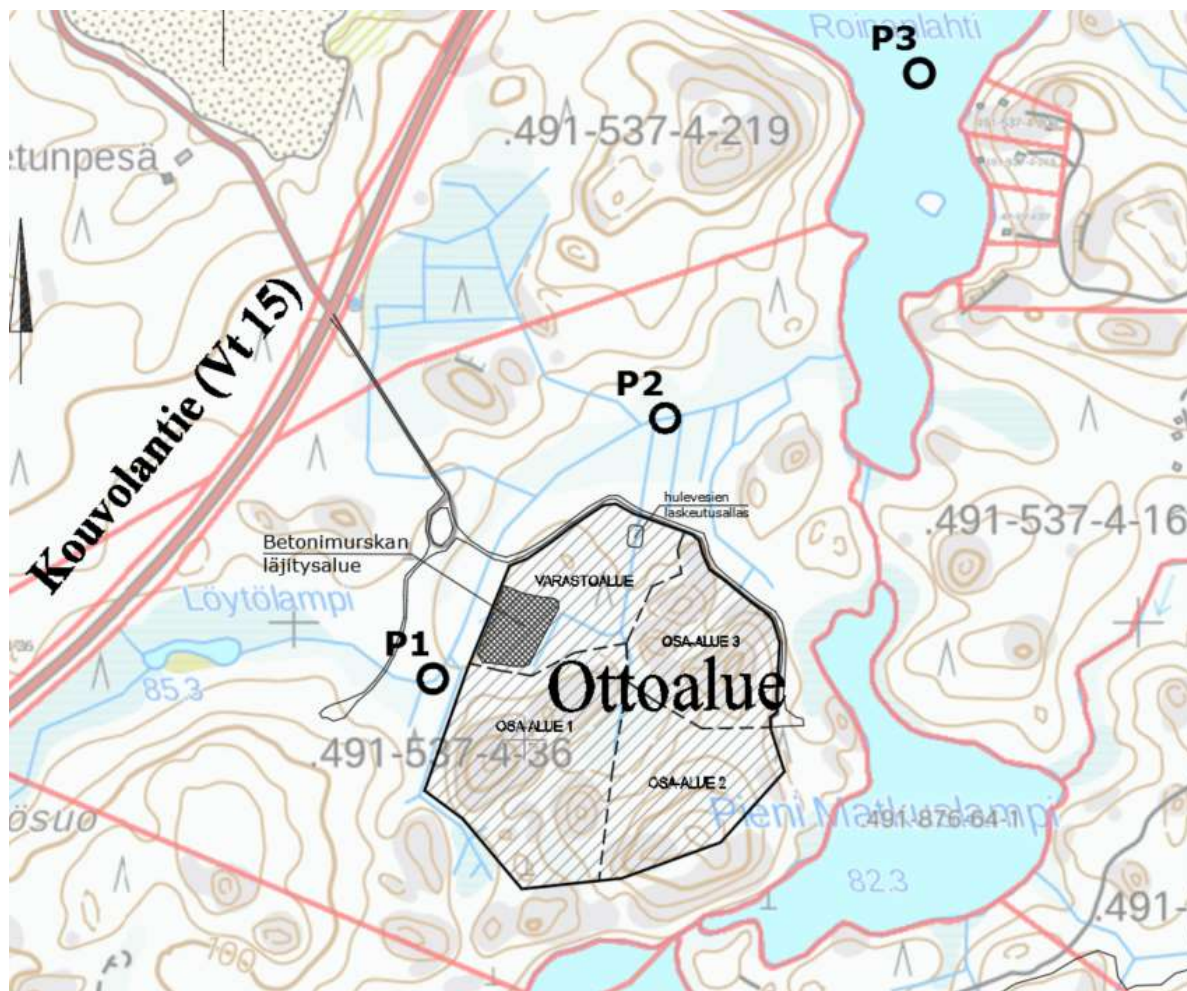 Roinanlahti
P3
.491-537-4-219
etunpesä
Kouvolantie (Vt 15)
P2
hulevesien
laskeutusallas
.491-537-4-16
Betonimurskan
läjitysalue
VARASTOALUE
Löytölampi
P1
OSA-ALUE 3
85.3
Ottoalue
OSA-ALUE 1
.491-537-4-36
OSA-ALUE 2
Pieni Matkuslampi
.491-876-64-1
ösuo
82.3
.491-
100